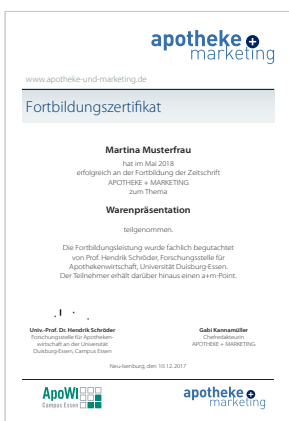 apotheke +
marketing
www.apotheke-und-marketing.de
Fortbildungszertifikat
Martina Musterfrau
hat im Mai 2018
erfolgreich an der Fortbildung der Zeitschrift
APOTHEKE + MARKETING
zum Thema
Warenpräsentation
teilgenommen.
Die Fortbildungsleistung wurde fachlich begutachtet
von Prof. Hendrik Schröder, Forschungsstelle für
Apothekenwirtschaft, Universität Duisburg-Essen.
Der Teilnehmer erhält darüber hinaus einen a+m-Point.
Univ.-Prof. Dr. Hendrik Schröder
Forschungsstelle für Apotheken-
wirtschaft an der Universität
Duisburg-Essen, Campus Essen
Gabi Kannamüller
Chefredakteurin
APOTHEKE + MARKETING
Neu-Isenburg, den 10.12.2017
ApoWI
Campus Essen
apotheke +
marketing